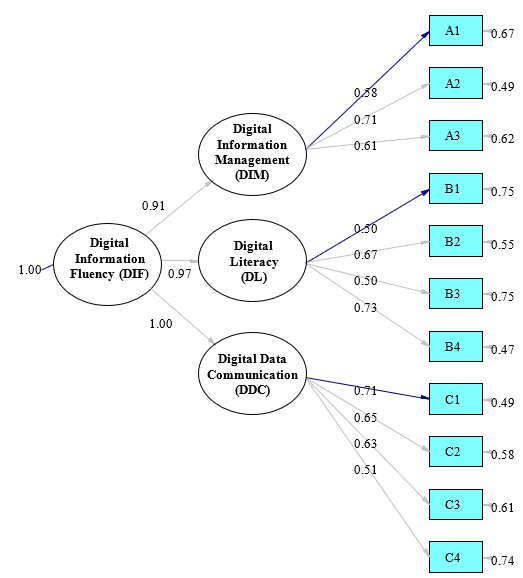 A1
0.67
0.58
A2
0.49
0.71
Digital
Information
Management
(DIM)
A3
0.61
0.62
B1
0.75
0.91
0.50
Digital
Information
Fluency (DIF)
Digital
Literacy
(DL)
B2
0.55
0.67
1.00
0.97
0.50
B3
0.75
0.73
1.00
B4
0.47
Digital Data
Communication
(DDC)
0.71
C1
0.49
0.65
0.63
C2
0.58
0.51
C3
0.61
C4
0.74